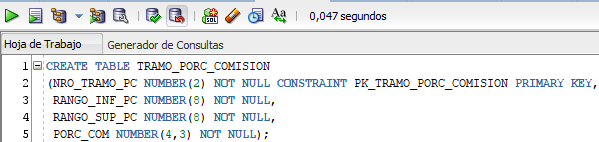 SQL
Aa
0,047 segundos
Hoja de Trabajo Generador de Consultas
1 CREATE TABLE TRAMO_PORC_COMISION
2 (NRO_TRAMO_PC NUMBER(2) NOT NULL CONSTRAINT PK_TRAMO_PORC_COMISION PRIMARY KEY,
3 RANGO_INF_PC NUMBER(8) NOT NULL,
4 RANGO_SUP_PC NUMBER(8) NOT NULL,
5 PORC_COM NUMBER(4,3) NOT NULL);